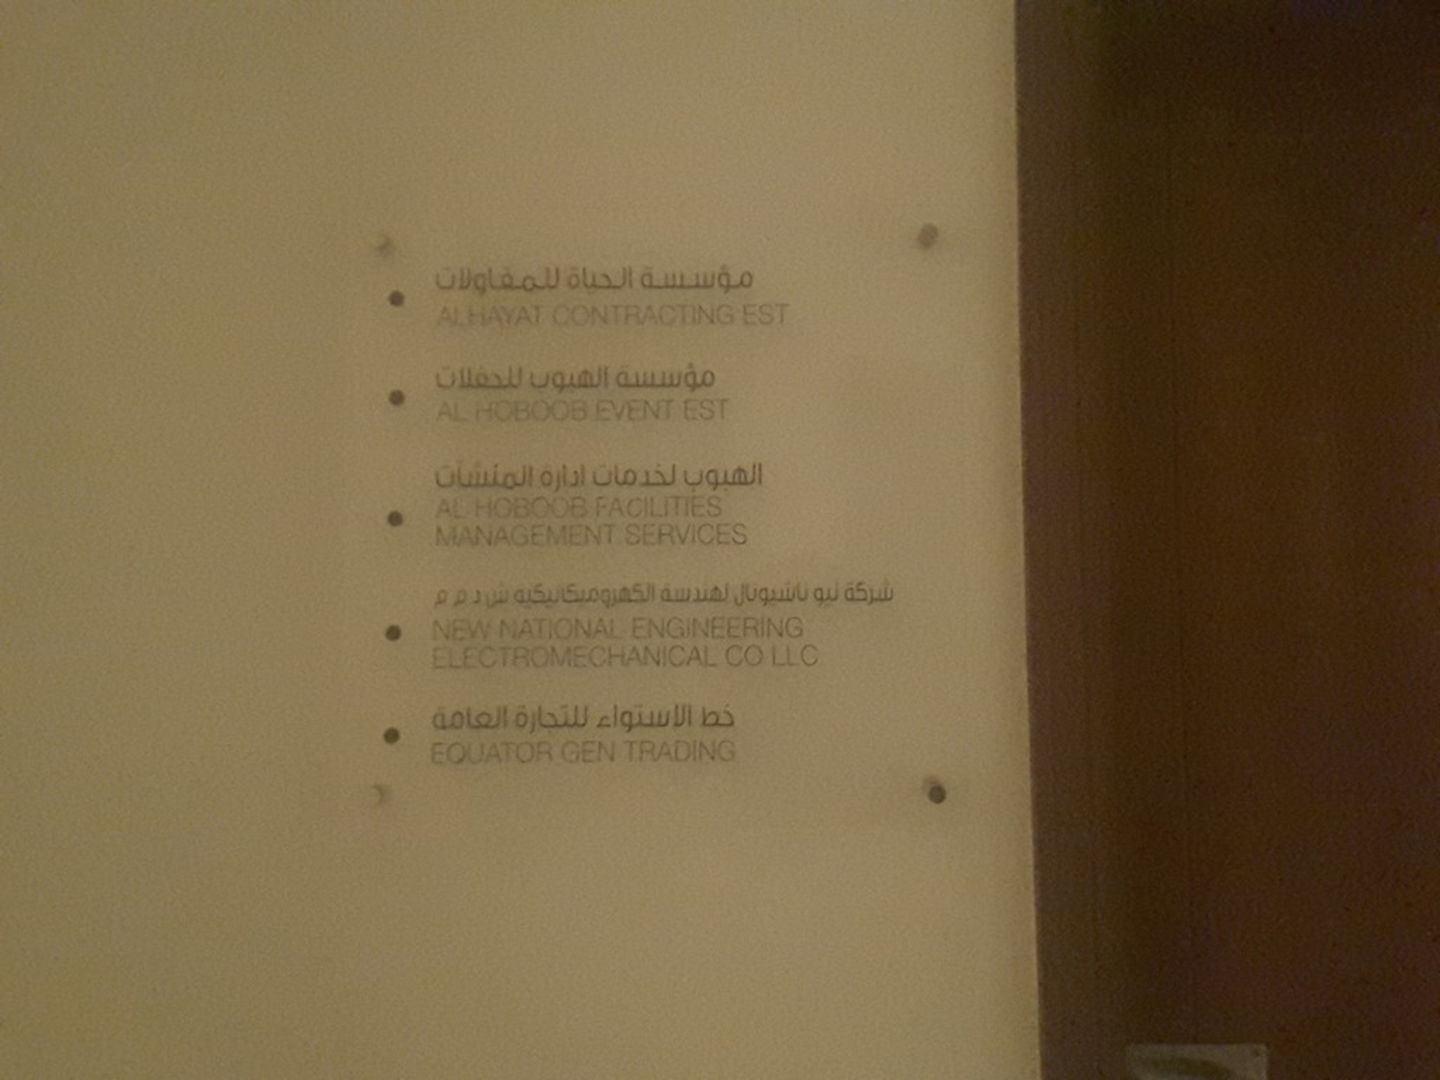 مؤسسة الحياة للمقاولات
ALHAYAT CONTRACTING EST
مؤسسة الهبوب للحفلات
AL HOBOOB EVENT EST
الهبوب لخدمات ادارة المنشآت
AL HOBOOB FACILITIES
MANAGEMENT SERVICES
شركة نيو ناشيونال لهندسة الكهروميكانيكية ش ذ م م
NEW NATIONAL ENGINEERING
ELECTROMECHANICAL CO LLC
خط الاستواء للتجارة العامة
EQUATOR GEN TRADING